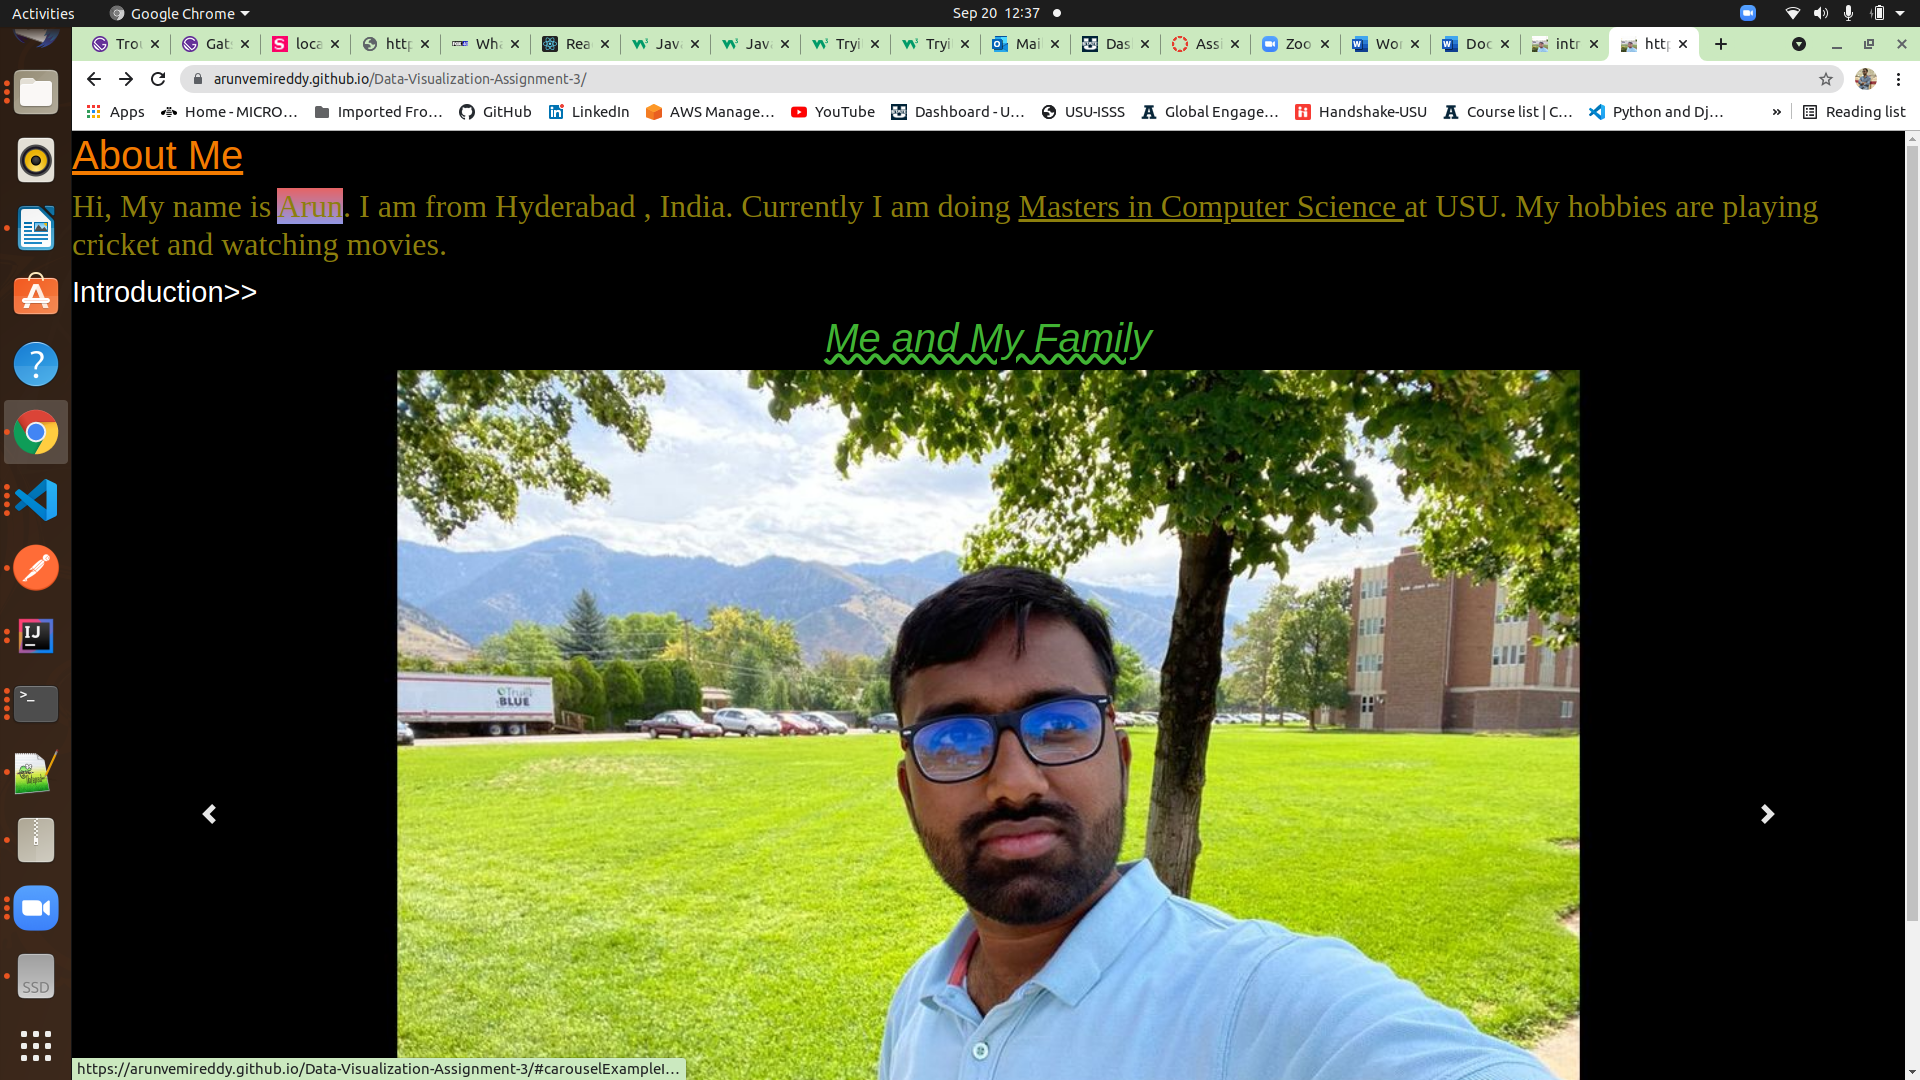 Activities
Google Chrome
Sep 20 12:37
Trou
Gats
loca
http
Wha
Reac
Java
Java
Tryi
Tryi
Mail
Das
Assi
Zoo
Wor
Doc
intr
http
arunvemireddy.github.io/Data-Visualization-Assignment-3/
Apps
Home - MICRO...
Imported Fro...
GitHub
LinkedIn
AWS Manage...
YouTube
Dashboard - U...
USU-ISSS
Global Engage...
Handshake-USU
Course list | C...
Python and Dj...
»
Reading list
About Me
Hi, My name is Arun. I am from Hyderabad , India. Currently I am doing Masters in Computer Science at USU. My hobbies are playing
cricket and watching movies.
Introduction>>
Me and My Family
True
BLUE
IJ
>_
SSD
https://arunvemireddy.github.io/Data-Visualization-Assignment-3/#carouselExampleI...